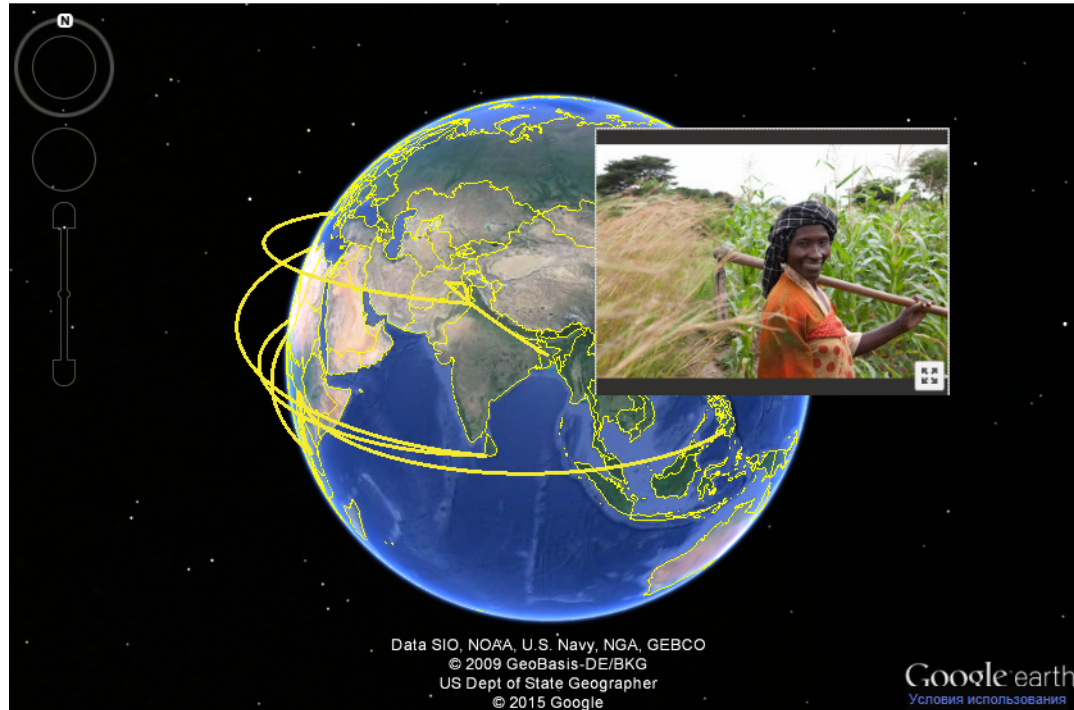 N
Data SIO, NOAA, U.S. Navy, NGA, GEBCO
© 2009 GeoBasis-DE/BKG
US Dept of State Geographer
© 2015 Google
Google earth
Условия использования